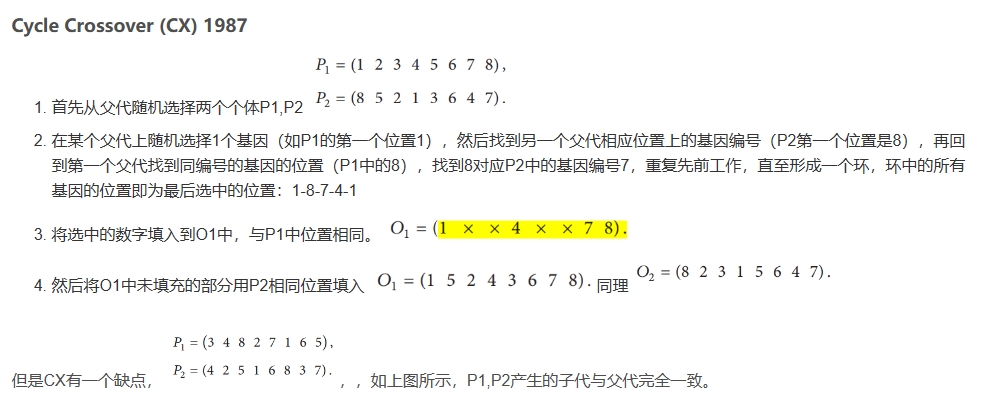 Cycle Crossover (CX) 1987
P₁ = (1 2 3 4 5 6 7 8),
1. 首先从父代随机选择两个个体P1,P2 P₂ = (8 5 2 1 3 6 4 7).
2. 在某个父代上随机选择1个基因（如P1的第一个位置1），然后找到另一个父代相应位置上的基因编号（P2第一个位置是8），再回
到第一个父代找到同编号的基因的位置（P1中的8），找到8对应P2中的基因编号7，重复先前工作，直至形成一个环，环中的所有
基因的位置即为最后选中的位置：1-8-7-4-1
3. 将选中的数字填入到O1中，与P1中位置相同。 O₁ = (1 × × 4 × × 7 8).
4. 然后将O1中未填充的部分用P2相同位置填入 O₁ = (1 5 2 4 3 6 7 8). 同理 O₂ = (8 2 3 1 5 6 4 7).
P₁ = (3 4 8 2 7 1 6 5),
但是CX有一个缺点， P₂ = (4 2 5 1 6 8 3 7). ，，如上图所示，P1,P2产生的子代与父代完全一致。